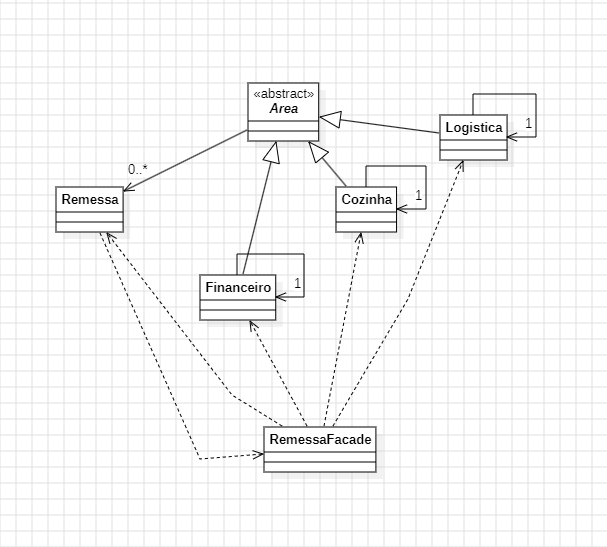 «abstract»
Area
Logistica
1
0..*
Remessa
Cozinha
1
Financeiro
1
RemessaFacade